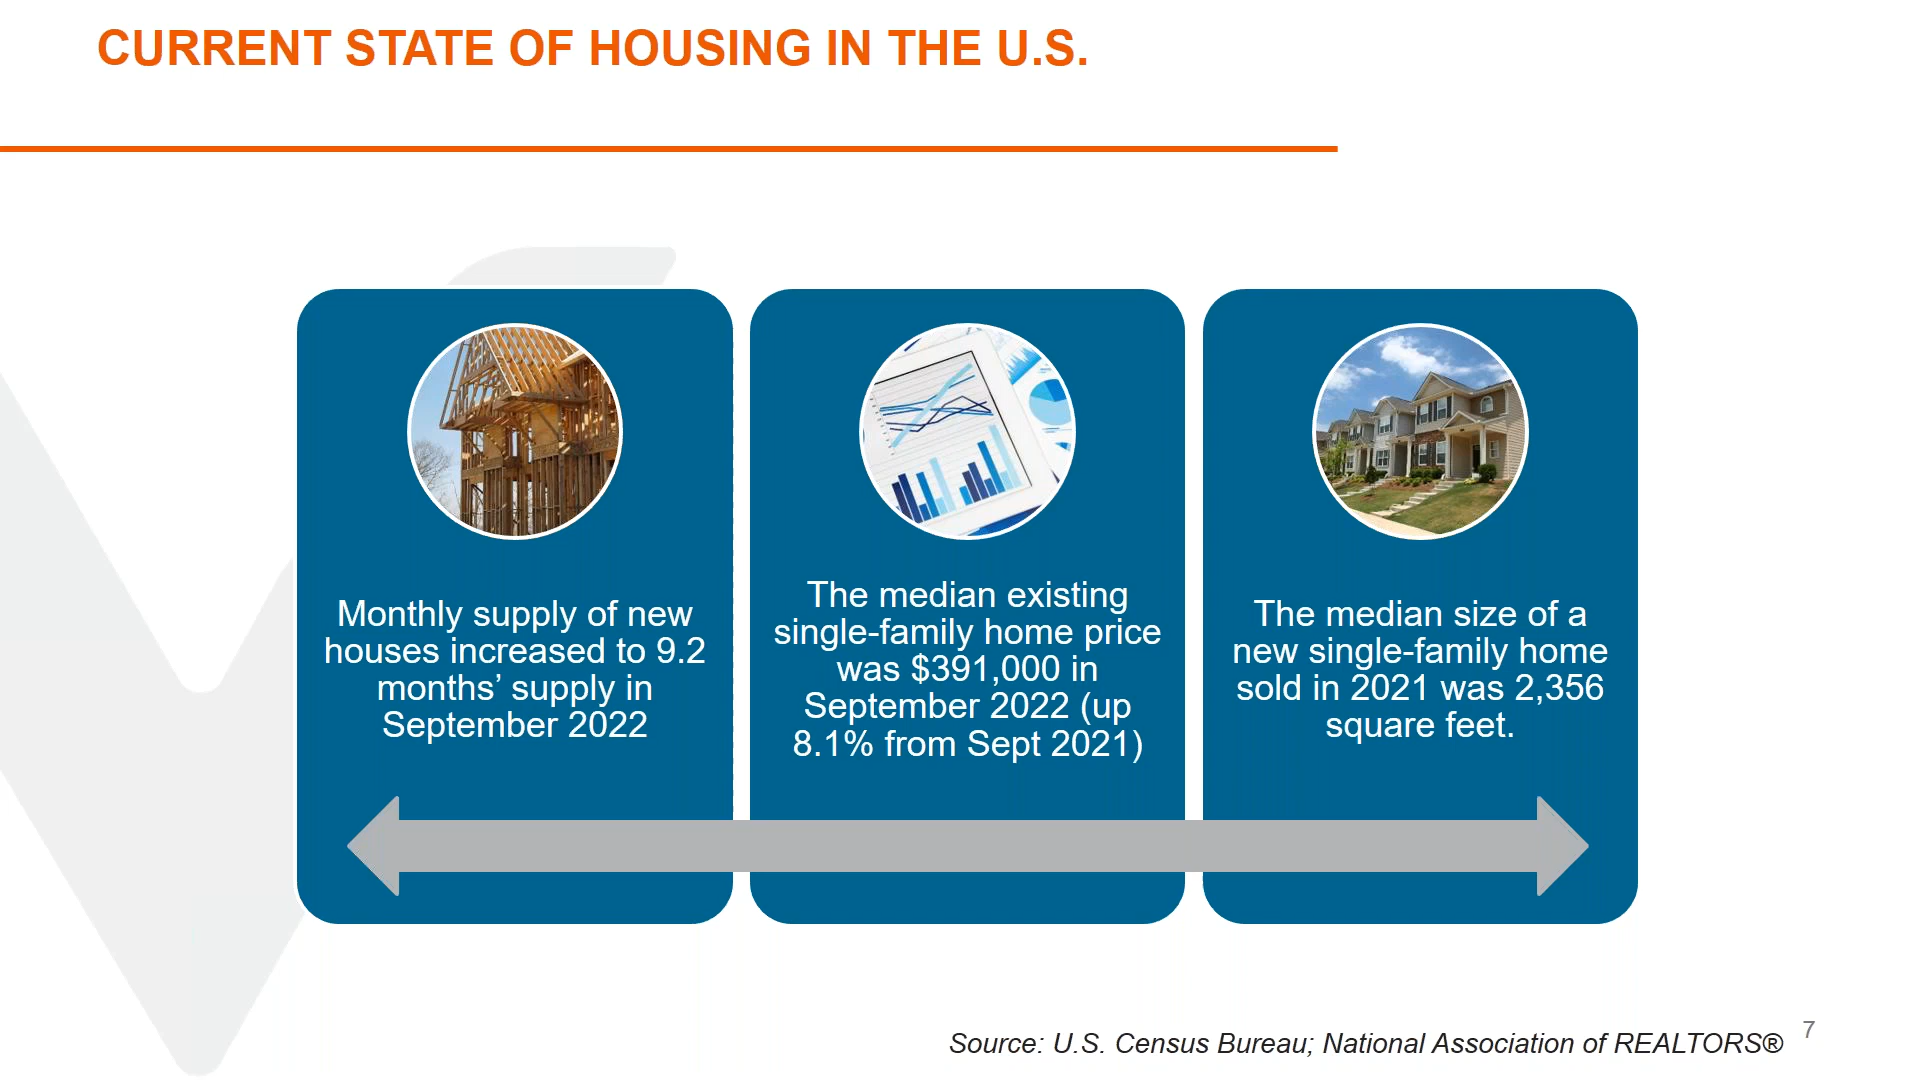 CURRENT STATE OF HOUSING IN THE U.S.
Monthly supply of new
houses increased to 9.2
months’ supply in
September 2022
The median existing
single-family home price
was $391,000 in
September 2022 (up
8.1% from Sept 2021)
The median size of a
new single-family home
sold in 2021 was 2,356
square feet.
Source: U.S. Census Bureau; National Association of REALTORS®
7